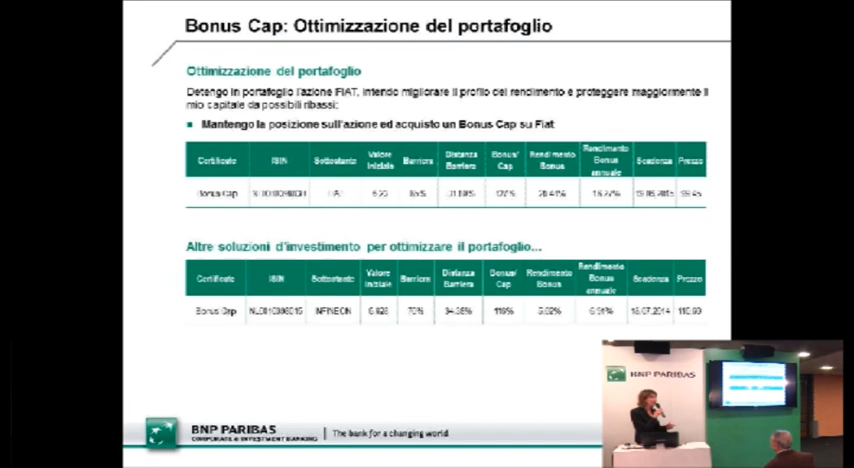 Bonus Cap: Ottimizzazione del portafoglio
Ottimizzazione del portafoglio
Detengo in portafoglio l'azione FIAT, intendo migliorare il profilo del rendimento e proteggere maggiormente il
mio capitale da possibili ribassi:
Mantengo la posizione sull'azione ed acquisto un Bonus Cap su Fiat
Certificate ISIN Sottostante Valore Iniziale Barriera Distanza Barriera Bonus/ Cap Rendimento Bonus Rendimento Bonus annuale Scadenza Prezzo
Bonus Cap
Altre soluzioni d'investimento per ottimizzare il portafoglio...
Certificate ISIN Sottostante Valore Iniziale Barriera Distanza Barriera Bonus/ Cap Rendimento Bonus Rendimento Bonus annuale Scadenza Prezzo
Bonus Cap INFINEON 70% 116% 18.07.2014
BNP PARIBAS
CORPORATE & INVESTMENT BANKING
The bank for a changing world
BNP PARIBAS